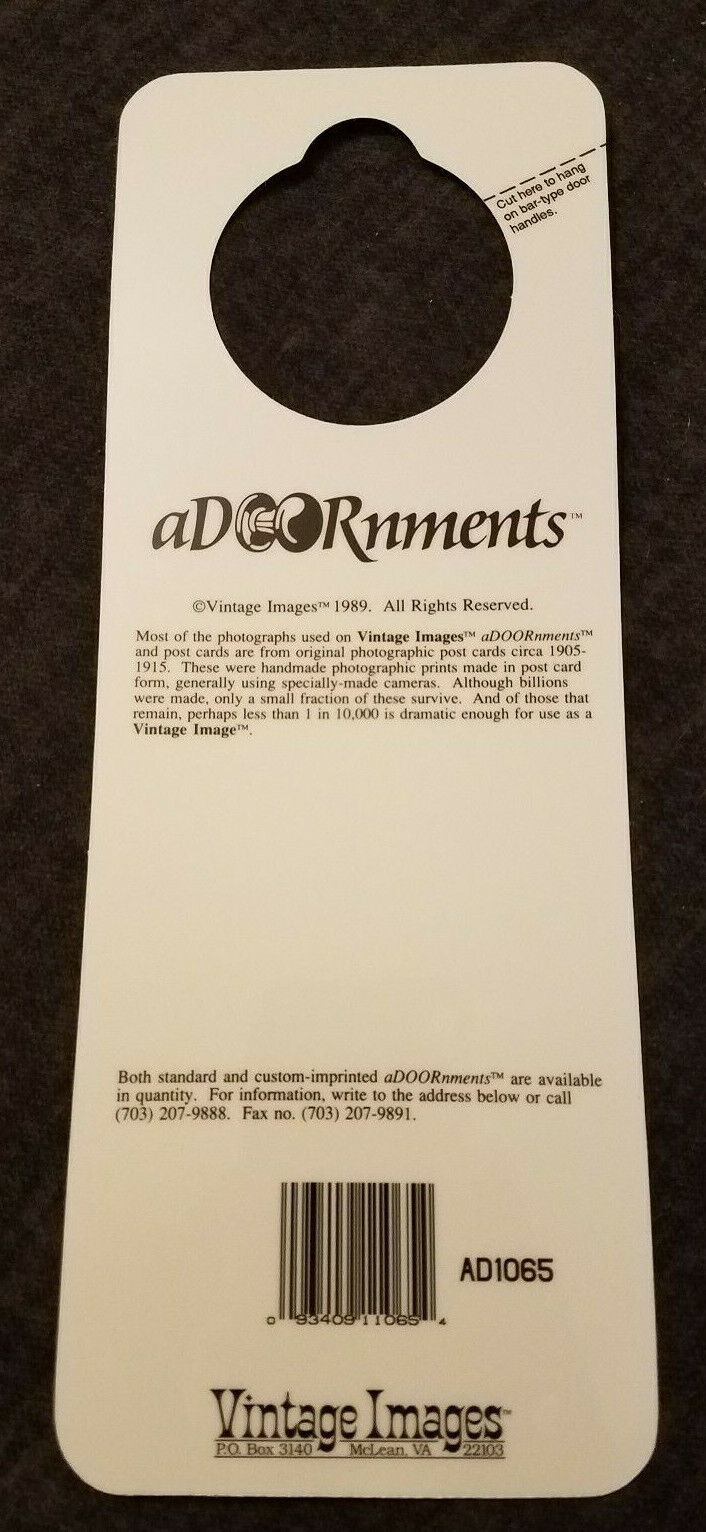 Cut here to hang
on bar-type door
handles.
aDOORnments™
©Vintage Images™ 1989. All Rights Reserved.
Most of the photographs used on Vintage Images™ aDOORnments™
and post cards are from original photographic post cards circa 1905-
1915. These were handmade photographic prints made in post card
form, generally using specially-made cameras. Although billions
were made, only a small fraction of these survive. And of those that
remain, perhaps less than 1 in 10,000 is dramatic enough for use as a
Vintage Image™.
Both standard and custom-imprinted aDOORnments™ are available
in quantity. For information, write to the address below or call
(703) 207-9888. Fax no. (703) 207-9891.
AD1065
0 93409 11065 4
Vintage Images™
P.O. Box 3140 McLean, VA 22103